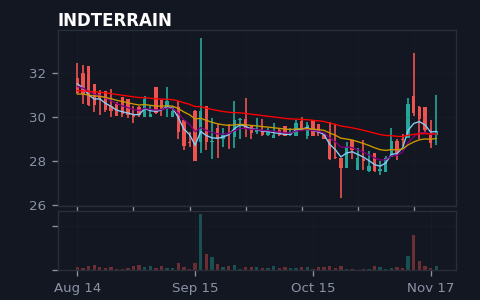 INDTERRAIN
32
30
28
26
Aug 14
Sep 15
Oct 15
Nov 17